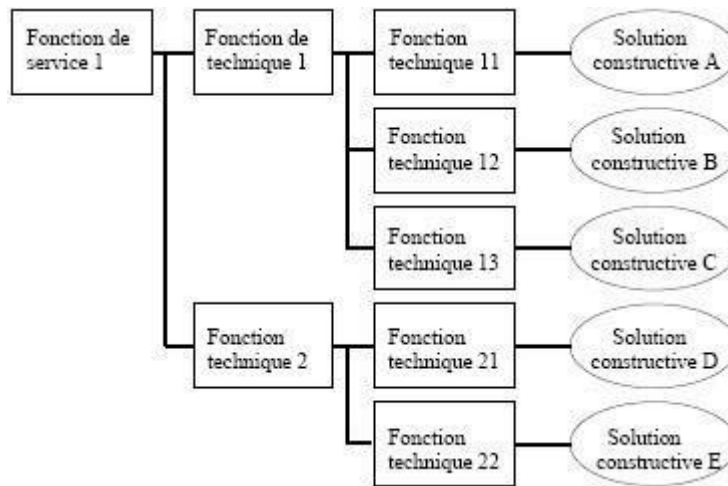 Fonction de
service 1
Fonction de
technique 1
Fonction
technique 11
Solution
constructive A
Fonction
technique 12
Solution
constructive B
Fonction
technique 13
Solution
constructive C
Fonction
technique 2
Fonction
technique 21
Solution
constructive D
Fonction
technique 22
Solution
constructive E